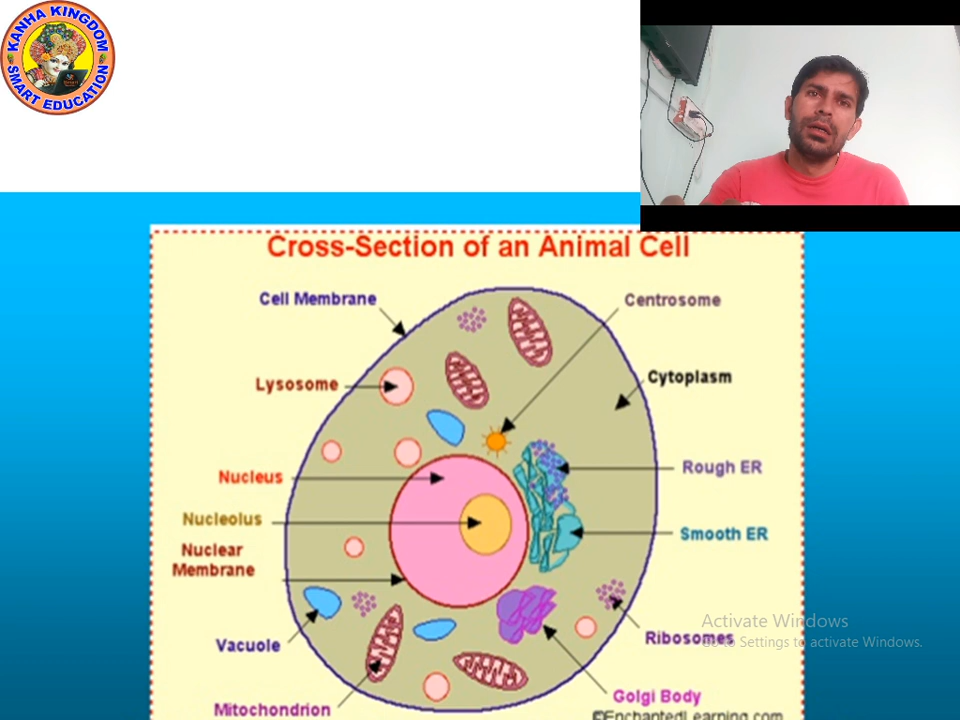 KANHA KINGDOM
SMART EDUCATION
Cross-Section of an Animal Cell
Cell Membrane
Centrosome
Lysosome
Cytoplasm
Nucleus
Rough ER
Nucleolus
Smooth ER
Nuclear
Membrane
Vacuole
Ribosomes
Mitochondrion
Golgi Body
©EnchantedLearning.com
Activate Windows
Go to Settings to activate Windows.